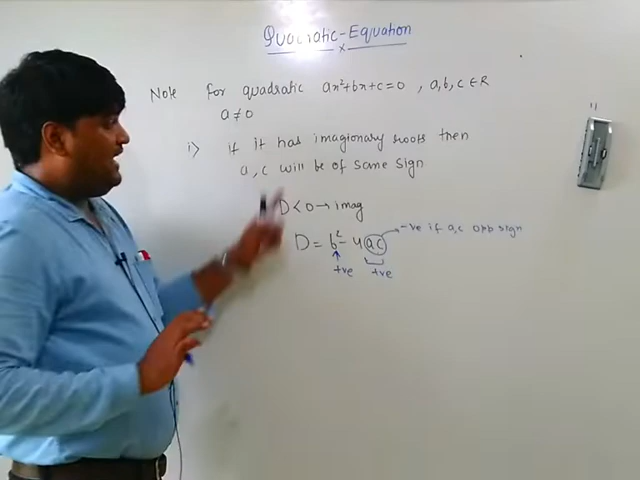 Quadratic-Equation
x
Note for quadratic ax²+bx+c=0 , a,b,c ∈ R
a≠0
i> if it has imagionary roots then
a, c will be of same sign
D<0→imag
D = b²- 4ac -ve if a,c opp sign
+ve +ve